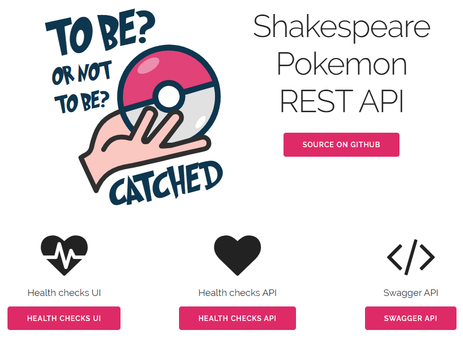 TO BE?
OR NOT
TO BE?
CATCHED
Shakespeare
Pokemon
REST API
SOURCE ON GITHUB
Health checks UI
Health checks API
Swagger API
HEALTH CHECKS UI
HEALTH CHECKS API
SWAGGER API